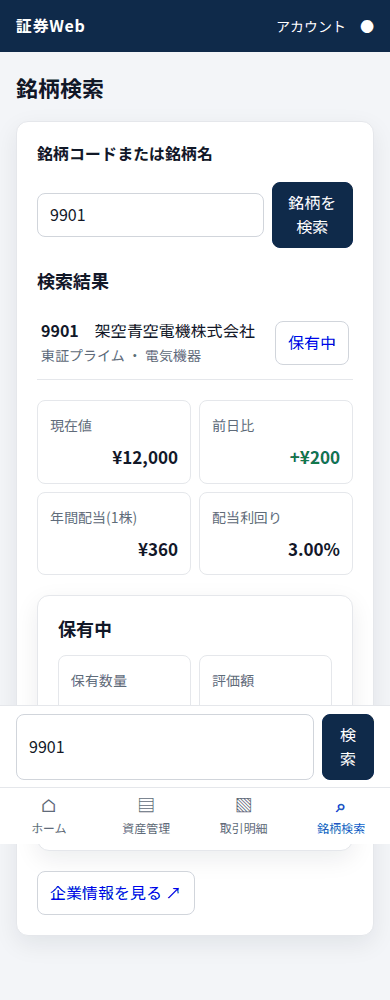 証券Web
アカウント
銘柄検索
銘柄コードまたは銘柄名
9901
銘柄を
検索
検索結果
9901 架空青空電機株式会社
東証プライム ・ 電気機器
保有中
現在値
¥12,000
前日比
+¥200
年間配当(1株)
¥360
配当利回り
3.00%
保有中
保有数量
評価額
9901
検
索
ホーム
資産管理
取引明細
銘柄検索
企業情報を見る ↗